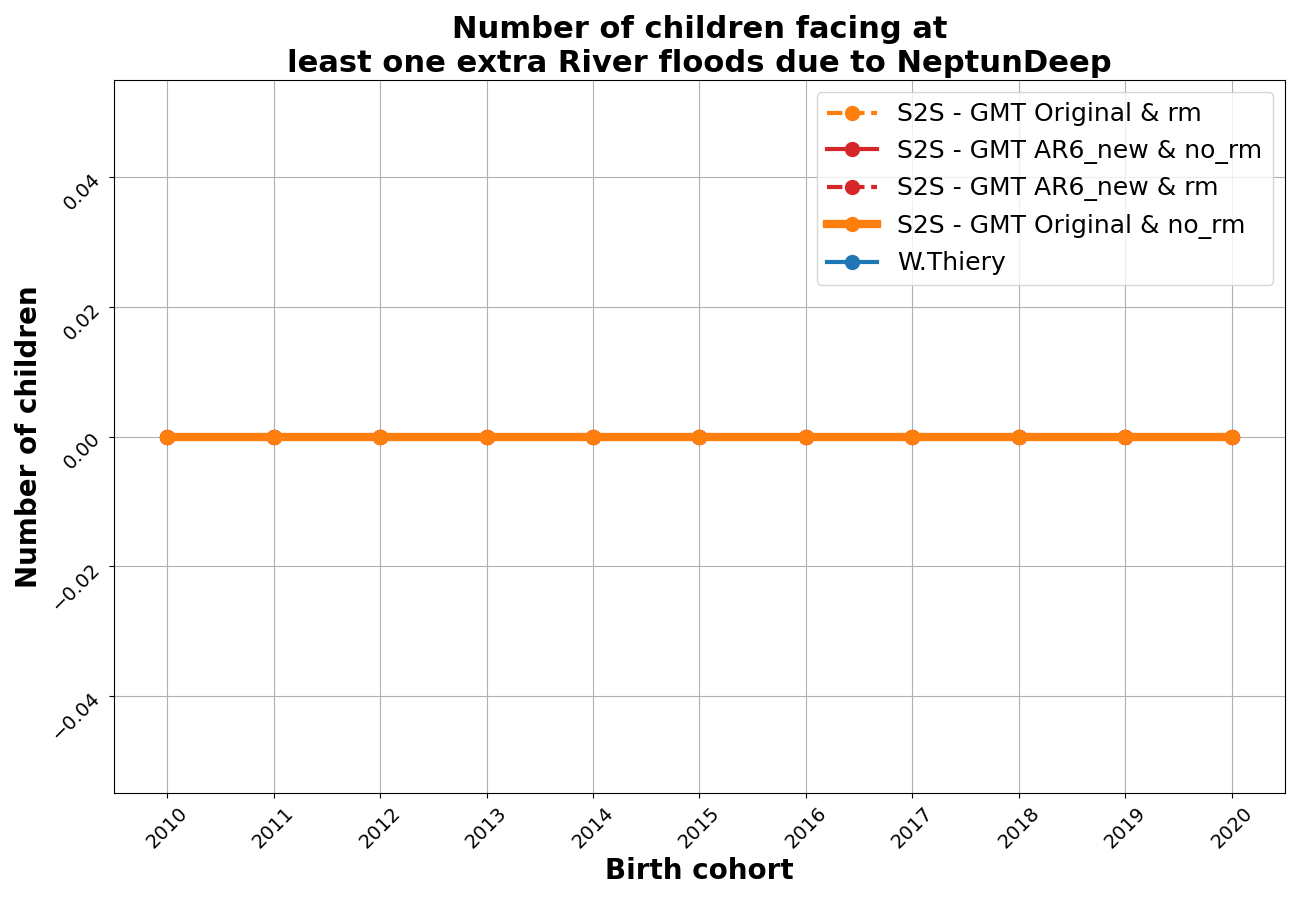 Number of children facing at
least one extra River floods due to NeptunDeep
S2S - GMT Original & rm
S2S - GMT AR6_new & no_rm
S2S - GMT AR6_new & rm
S2S - GMT Original & no_rm
W.Thiery
Number of children
0.04
0.02
0.00
−0.02
−0.04
2010 2011 2012 2013 2014 2015 2016 2017 2018 2019 2020
Birth cohort